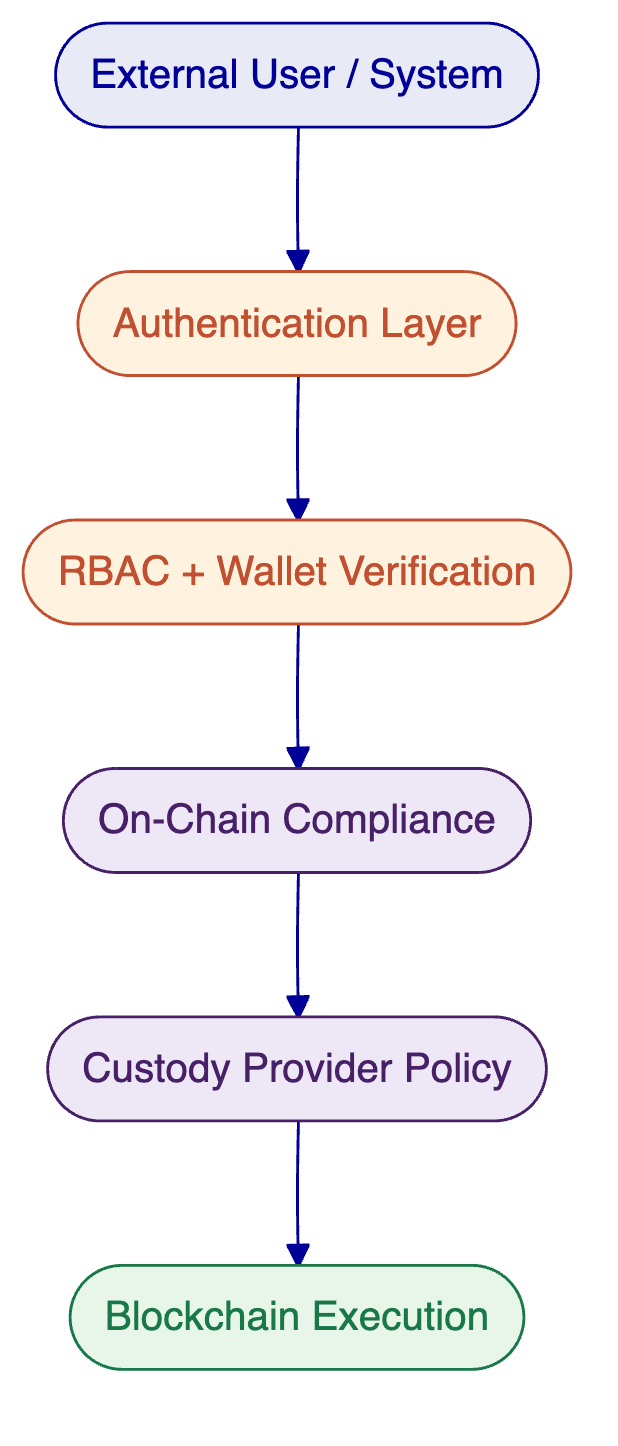 External User / System
Authentication Layer
RBAC + Wallet Verification
On-Chain Compliance
Custody Provider Policy
Blockchain Execution